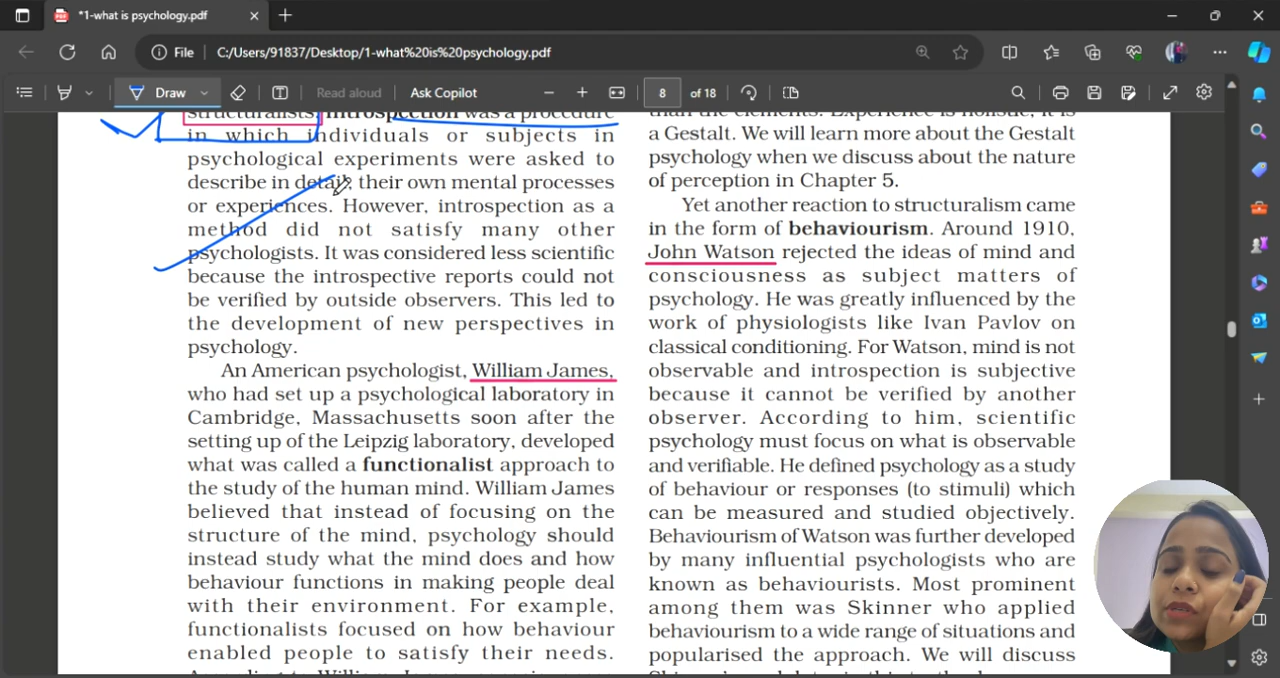 *1-what is psychology.pdf
File
C:/Users/91837/Desktop/1-what%20is%20psychology.pdf
Draw
Read aloud
Ask Copilot
8
of 18
structuralists introspection was a procedure
in which individuals or subjects in
psychological experiments were asked to
describe in detail, their own mental processes
or experiences. However, introspection as a
method did not satisfy many other
psychologists. It was considered less scientific
because the introspective reports could not
be verified by outside observers. This led to
the development of new perspectives in
psychology.
An American psychologist, William James,
who had set up a psychological laboratory in
Cambridge, Massachusetts soon after the
setting up of the Leipzig laboratory, developed
what was called a functionalist approach to
the study of the human mind. William James
believed that instead of focusing on the
structure of the mind, psychology should
instead study what the mind does and how
behaviour functions in making people deal
with their environment. For example,
functionalists focused on how behaviour
enabled people to satisfy their needs.
than the elements. Experience is holistic; it is
a Gestalt. We will learn more about the Gestalt
psychology when we discuss about the nature
of perception in Chapter 5.
Yet another reaction to structuralism came
in the form of behaviourism. Around 1910,
John Watson rejected the ideas of mind and
consciousness as subject matters of
psychology. He was greatly influenced by the
work of physiologists like Ivan Pavlov on
classical conditioning. For Watson, mind is not
observable and introspection is subjective
because it cannot be verified by another
observer. According to him, scientific
psychology must focus on what is observable
and verifiable. He defined psychology as a study
of behaviour or responses (to stimuli) which
can be measured and studied objectively.
Behaviourism of Watson was further developed
by many influential psychologists who are
known as behaviourists. Most prominent
among them was Skinner who applied
behaviourism to a wide range of situations and
popularised the approach. We will discuss